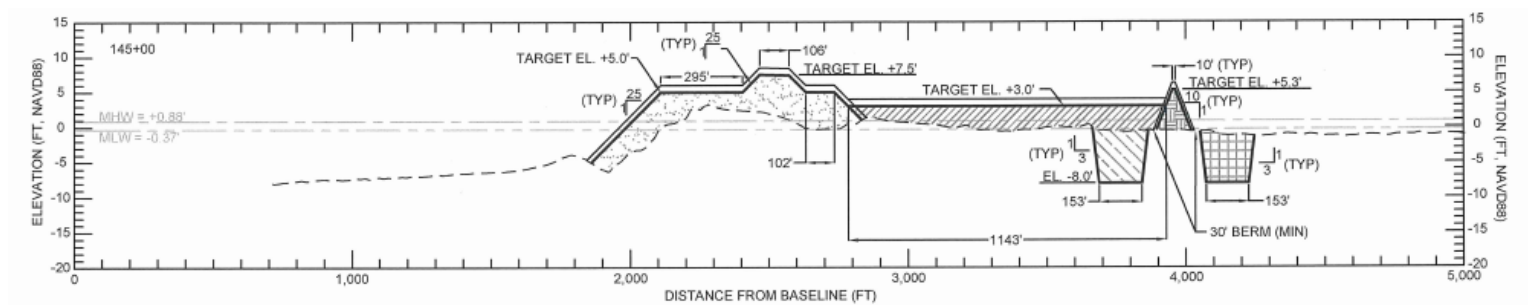 15
10
5
0
-5
-10
-15
-20
ELEVATION (FT, NAVD88)
145+00
MHW = +0.88'
MLW = -0.37'
TARGET EL. +5.0'
(TYP)
25
1
295'
(TYP)
25
1
106'
TARGET EL. +7.5'
102'
TARGET EL. +3.0'
1143'
10' (TYP)
TARGET EL. +5.3'
10
1
(TYP)
(TYP)
1
3
EL. -8.0'
153'
1
3
(TYP)
153'
30' BERM (MIN)
15
10
5
0
-5
-10
-15
-20
ELEVATION (FT, NAVD88)
0
1,000
2,000
3,000
4,000
5,000
DISTANCE FROM BASELINE (FT)